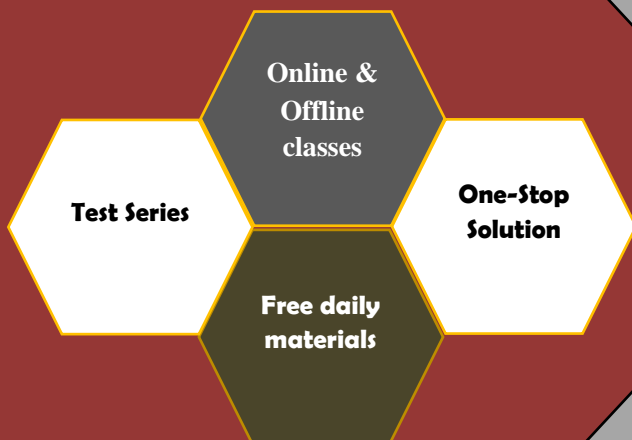 Online &
Offline
classes
Test Series
One-Stop
Solution
Free daily
materials